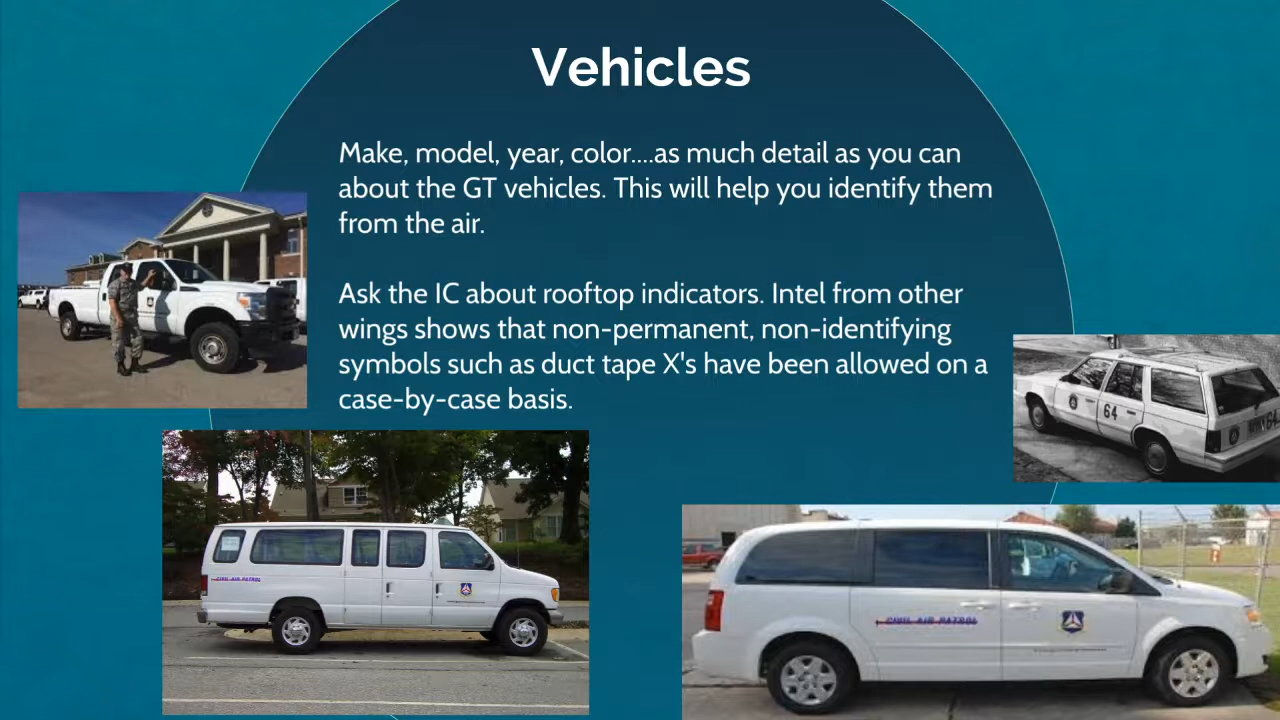 Vehicles
Make, model, year, color....as much detail as you can
about the GT vehicles. This will help you identify them
from the air.
Ask the IC about rooftop indicators. Intel from other
wings shows that non-permanent, non-identifying
symbols such as duct tape X's have been allowed on a
case-by-case basis.
64
64
CIVIL AIR PATROL
CIVIL AIR PATROL